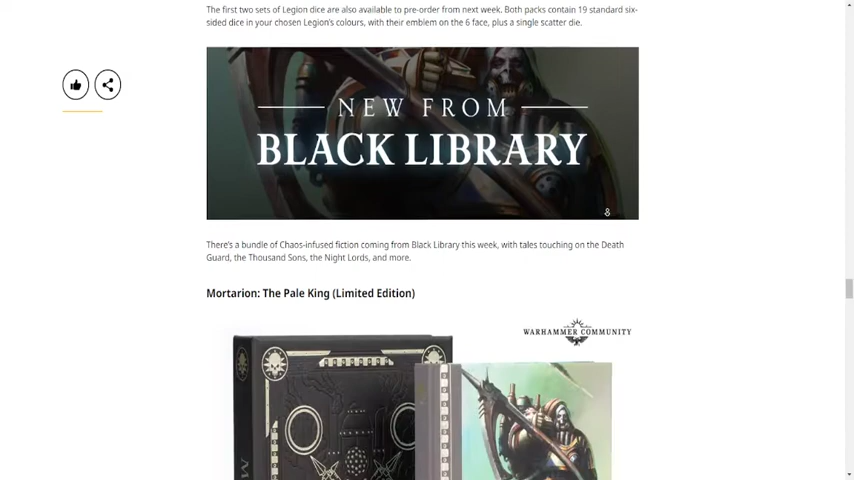 The first two sets of Legion dice are also available to pre-order from next week. Both packs contain 19 standard six-
sided dice in your chosen Legion's colours, with their emblem on the 6 face, plus a single scatter die.
NEW FROM
BLACK LIBRARY
There's a bundle of Chaos-infused fiction coming from Black Library this week, with tales touching on the Death
Guard, the Thousand Sons, the Night Lords, and more.
Mortarion: The Pale King (Limited Edition)
WARHAMMER COMMUNITY